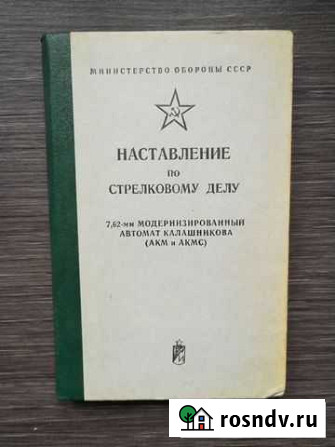 МИНИСТЕРСТВО ОБОРОНЫ СССР
НАСТАВЛЕНИЕ
ПО
СТРЕЛКОВОМУ ДЕЛУ
7,62-мм МОДЕРНИЗИРОВАННЫЙ
АВТОМАТ КАЛАШНИКОВА
(АКМ и АКМС)
rosndv.ru